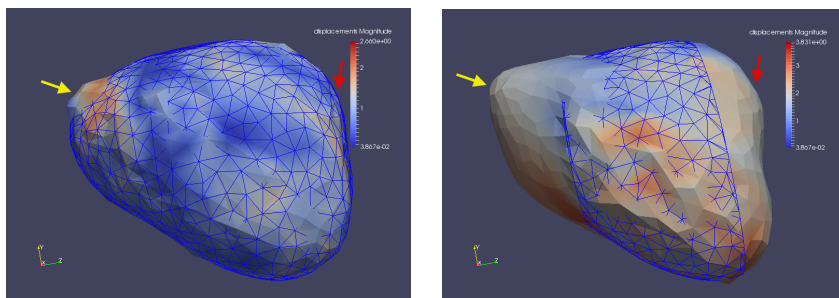 displacements Magnitude
2.660e+00
2
1
3.867e-02
Y
X
Z
displacements Magnitude
3.831e+00
3
2
1
3.867e-02
Y
X
Z